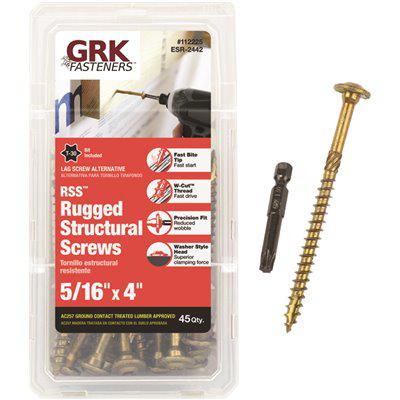 GRK
FASTENERS™
#112225
ESR-2442
T-30
Bit
Included
LAG SCREW ALTERNATIVE
ALTERNATIVA PARA TORNILLO TIRAFONDO
RSS™
Rugged
Structural
Screws
Tornillo estructural
resistente
5/16" x 4"
Fast Bite
Tip
Fast start
W-Cut™
Thread
Fast drive
Precision Fit
Reduced
wobble
Washer Style
Head
Superior
clamping force
AC257 GROUND CONTACT TREATED LUMBER APPROVED
AC257 MADERA TRATADA EN CONTACTO CON EL SUELO APROBADA
45 Qty.